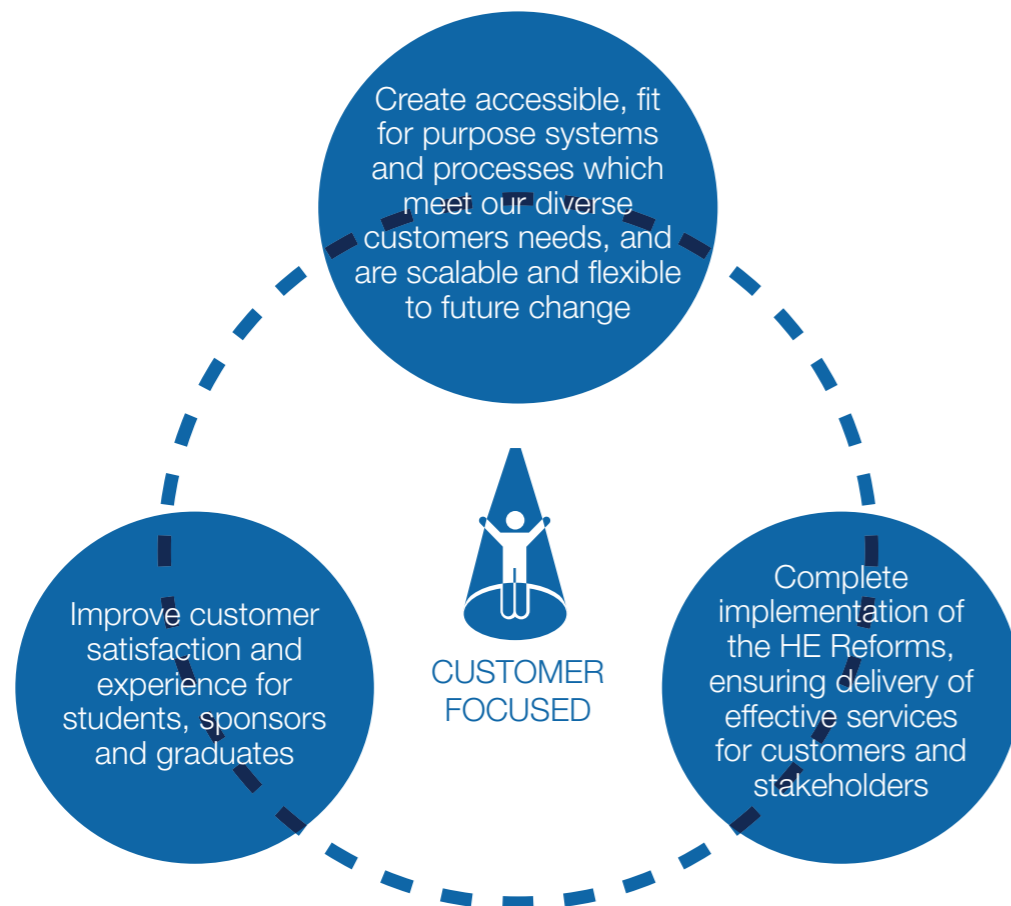 Create accessible, fit
for purpose systems
and processes which
meet our diverse
customers needs, and
are scalable and flexible
to future change
Improve customer
satisfaction and
experience for
students, sponsors
and graduates
CUSTOMER
FOCUSED
Complete
implementation of
the HE Reforms,
ensuring delivery of
effective services
for customers and
stakeholders